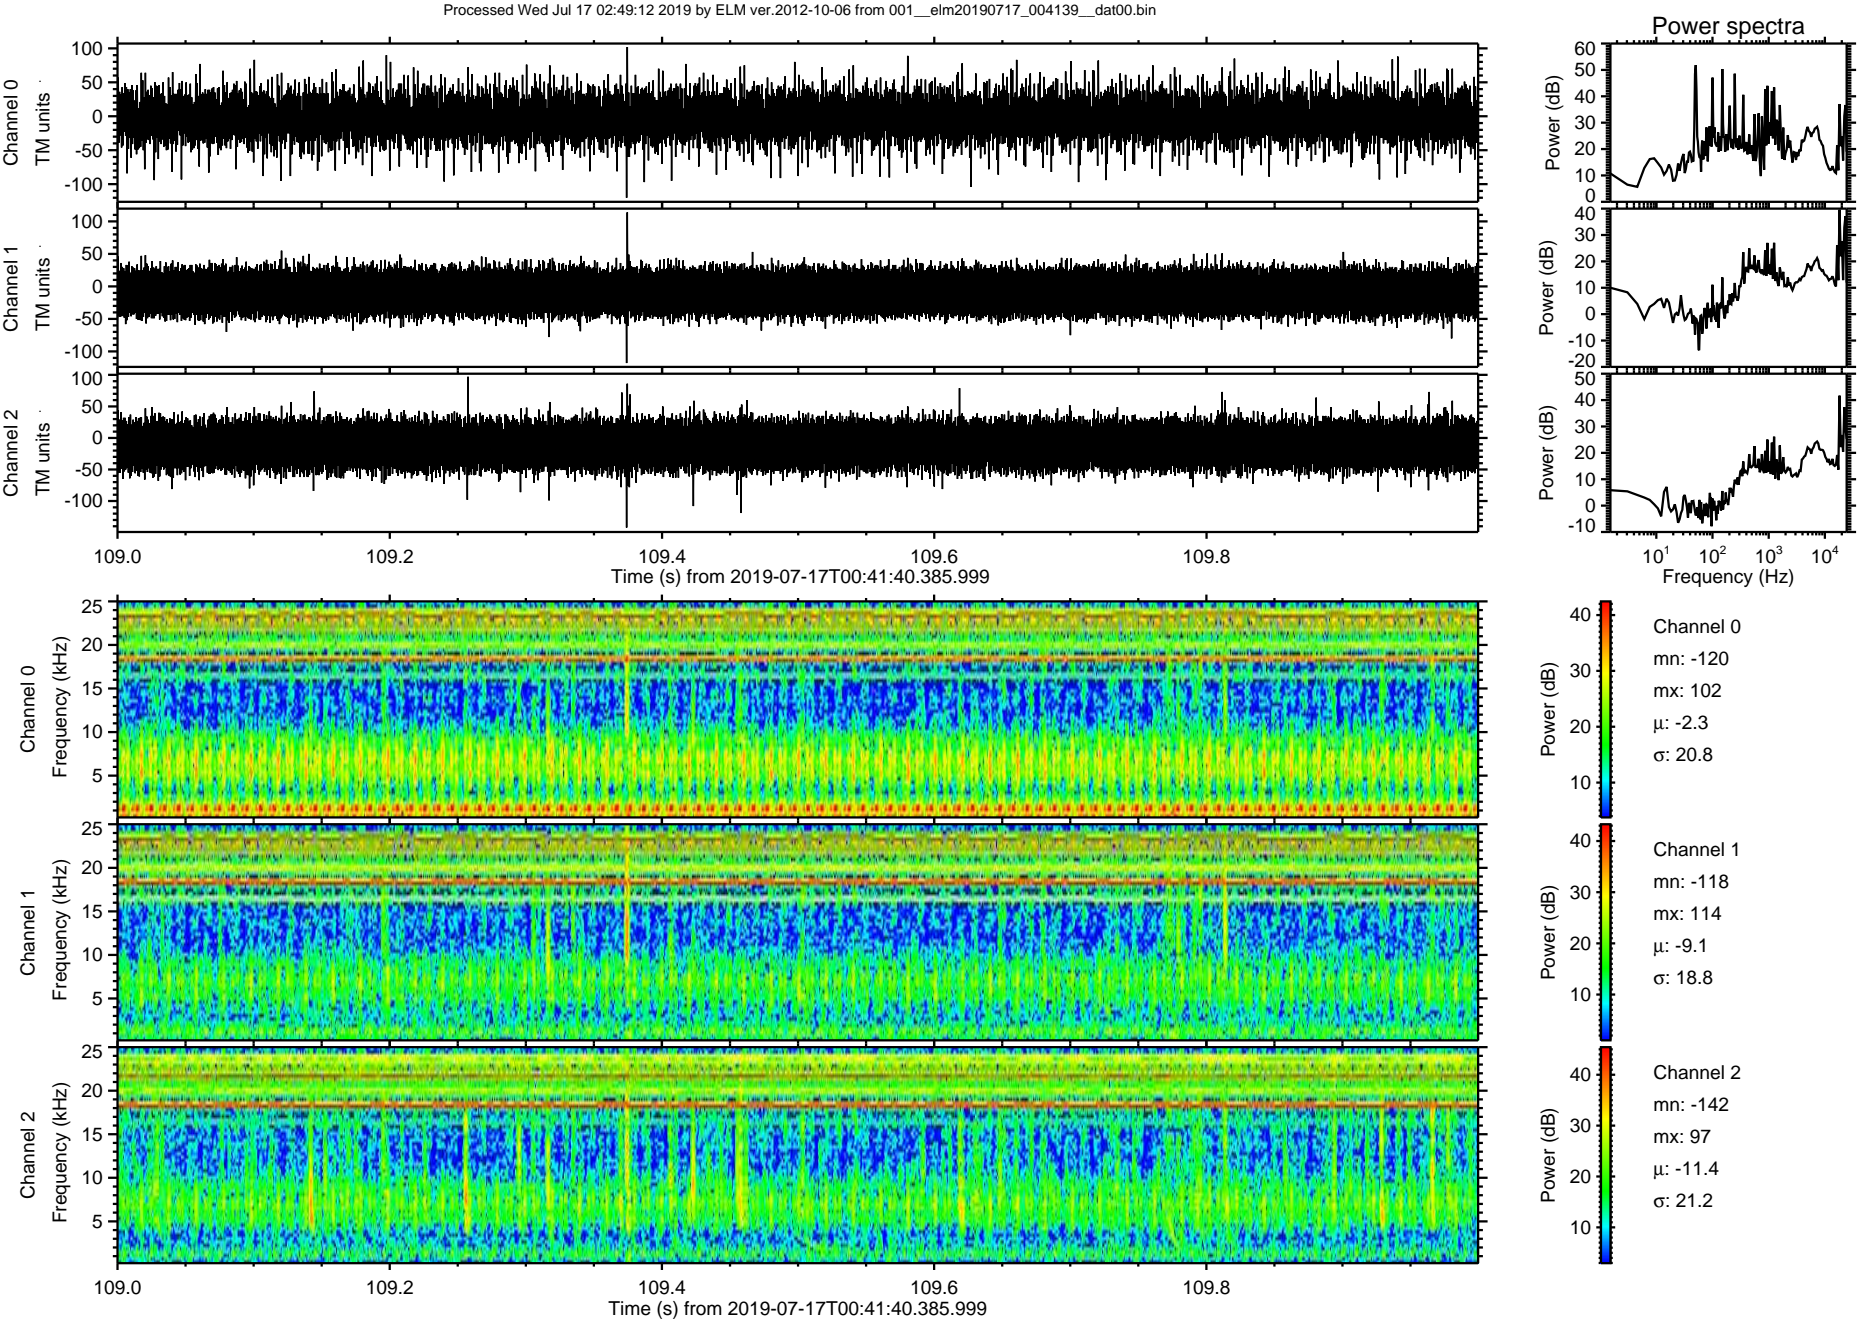 Processed Wed Jul 17 02:49:12 2019 by ELM ver.2012-10-06 from 001__elm20190717_004139__dat00.bin
Power spectra
Channel 0
TM units
100
50
0
-50
-100
Power (dB)
60
50
40
30
20
10
0
Channel 1
TM units
100
50
0
-50
-100
Power (dB)
40
30
20
10
0
-10
-20
Channel 2
TM units
100
50
0
-50
-100
Power (dB)
50
40
30
20
10
0
-10
109.0 109.2 109.4 109.6 109.8
Time (s) from 2019-07-17T00:41:40.385.999
10¹ 10² 10³ 10⁴
Frequency (Hz)
Channel 0
Frequency (kHz)
25
20
15
10
5
Power (dB)
40
30
20
10
Channel 0
mn: -120
mx: 102
μ: -2.3
σ: 20.8
Channel 1
Frequency (kHz)
25
20
15
10
5
Power (dB)
40
30
20
10
Channel 1
mn: -118
mx: 114
μ: -9.1
σ: 18.8
Channel 2
Frequency (kHz)
25
20
15
10
5
Power (dB)
40
30
20
10
Channel 2
mn: -142
mx: 97
μ: -11.4
σ: 21.2
109.0 109.2 109.4 109.6 109.8
Time (s) from 2019-07-17T00:41:40.385.999